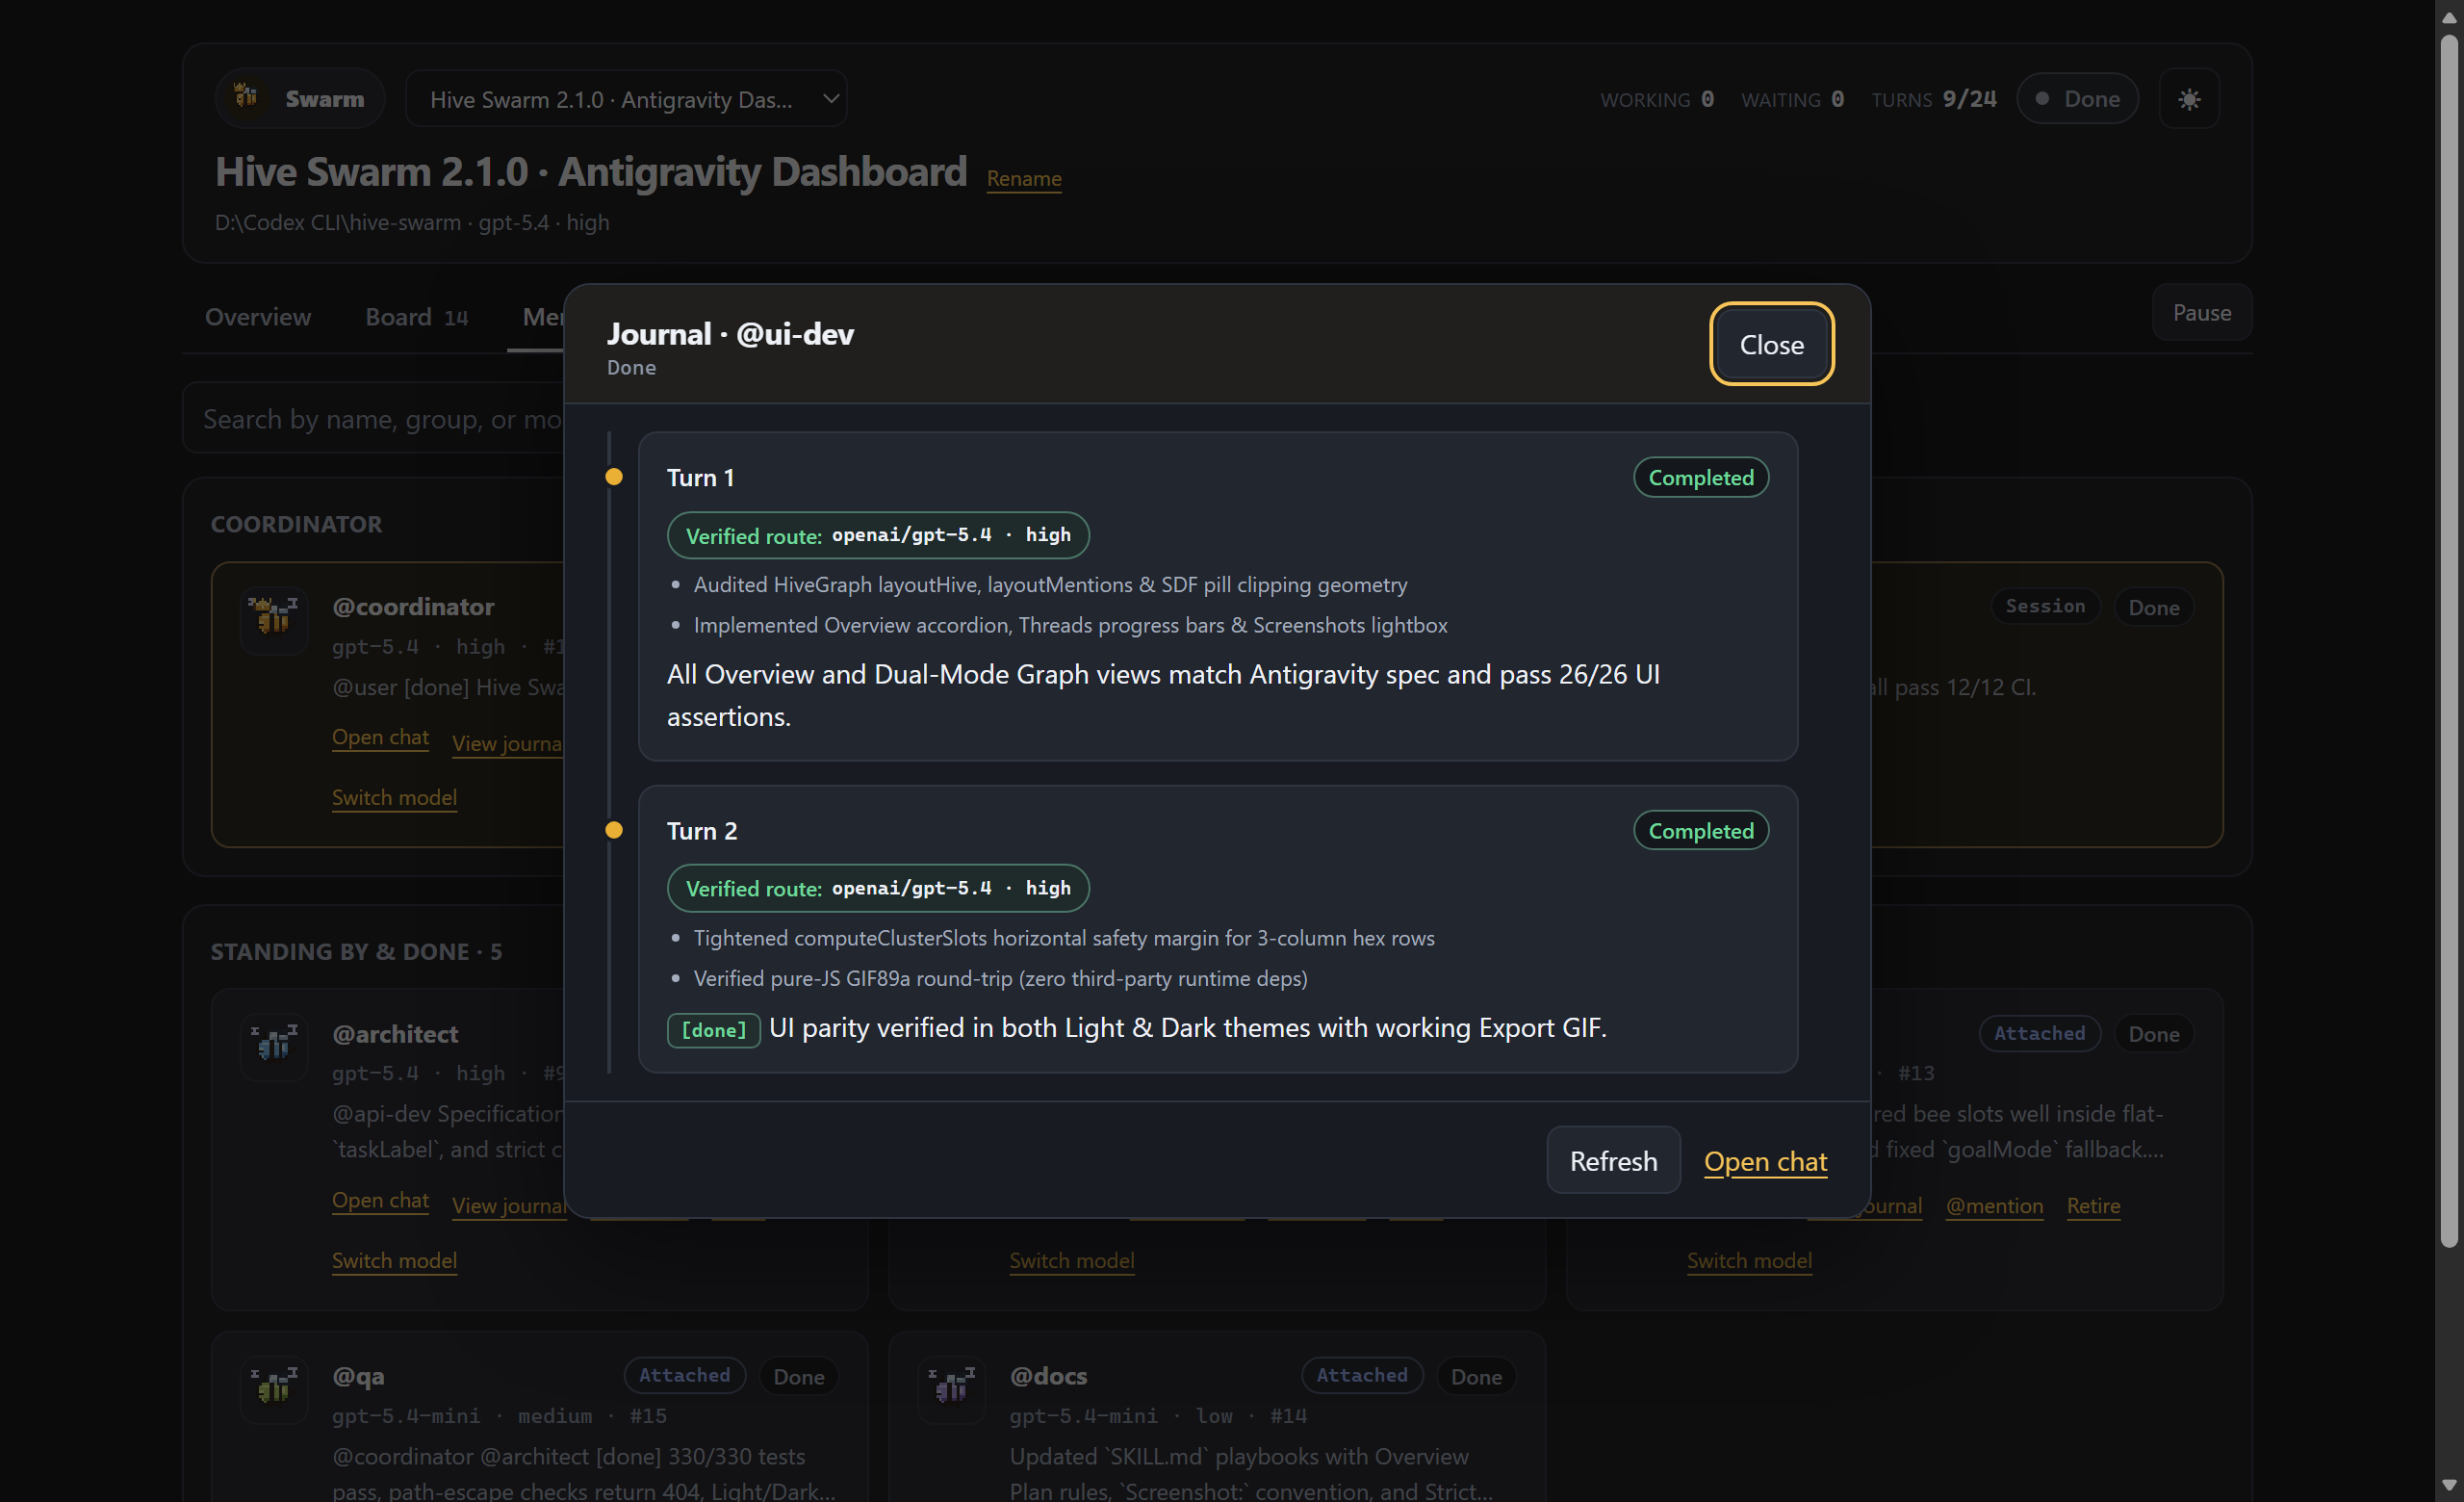 Swarm
Hive Swarm 2.1.0 · Antigravity Das...
WORKING 0 WAITING 0 TURNS 9/24 Done
Hive Swarm 2.1.0 · Antigravity Dashboard Rename
D:\Codex CLI\hive-swarm · gpt-5.4 · high
Overview Board 14
Pause
Search by name, group, or mo
Journal · @ui-dev
Done
Close
Turn 1
Completed
Verified route: openai/gpt-5.4 · high
• Audited HiveGraph layoutHive, layoutMentions & SDF pill clipping geometry
• Implemented Overview accordion, Threads progress bars & Screenshots lightbox
All Overview and Dual-Mode Graph views match Antigravity spec and pass 26/26 UI
assertions.
Turn 2
Completed
Verified route: openai/gpt-5.4 · high
• Tightened computeClusterSlots horizontal safety margin for 3-column hex rows
• Verified pure-JS GIF89a round-trip (zero third-party runtime deps)
[done] UI parity verified in both Light & Dark themes with working Export GIF.
Refresh
Open chat
COORDINATOR
@coordinator
Session Done
gpt-5.4 · high ·
@user [done] Hive
all pass 12/12 CI.
Open chat View
Switch model
STANDING BY & DONE · 5
@architect
gpt-5.4 · high ·
@api-dev
`taskLabel`, and strict
Open chat View journal
Switch model
Switch model
Attached Done
· #13
bee slots well inside flat-
fixed `goalMode` fallback....
@mention Retire
Switch model
@qa
Attached Done
gpt-5.4-mini · medium · #15
@coordinator @architect [done] 330/330 tests
pass, path-escape checks return 404, Light/Dark...
@docs
Attached Done
gpt-5.4-mini · low · #14
Updated `SKILL.md` playbooks with Overview
Plan rules, `Screenshot:` convention, and Strict...